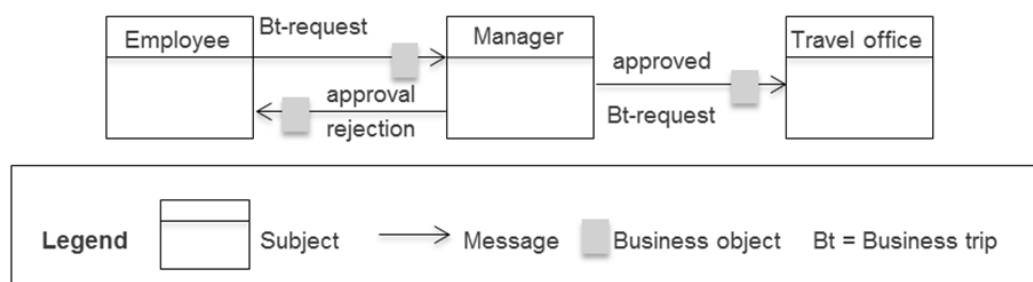 Employee
Bt-request
Manager
Travel office
approved
approval
rejection
Bt-request
Legend
Subject
Message
Business object
Bt = Business trip